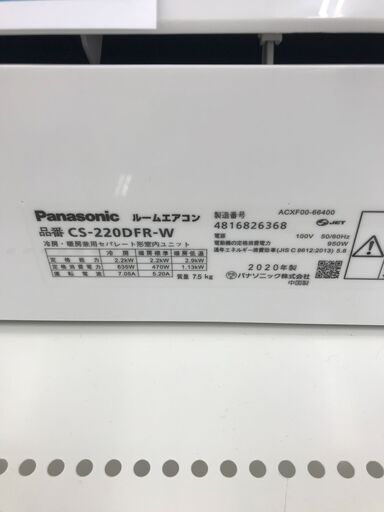 Panasonic ルームエアコン
品番 CS-220DFR-W
冷房・暖房兼用セパレート形室内ユニット
冷房 暖房標準 暖房低温
定格能力 2.2kW 2.2kW 2.9kW
定格消費電力 635W 470W 1.13kW
運転電流 7.05A 5.20A
質量 7.5 kg
ACXF00-66400
製造番号
4816826368
JET
電源 100V 50/60Hz
電動機の定格消費電力 950W
通年エネルギー消費効率(JIS C 9612:2013) 5.8
2020年製
パナソニック株式会社
中国製